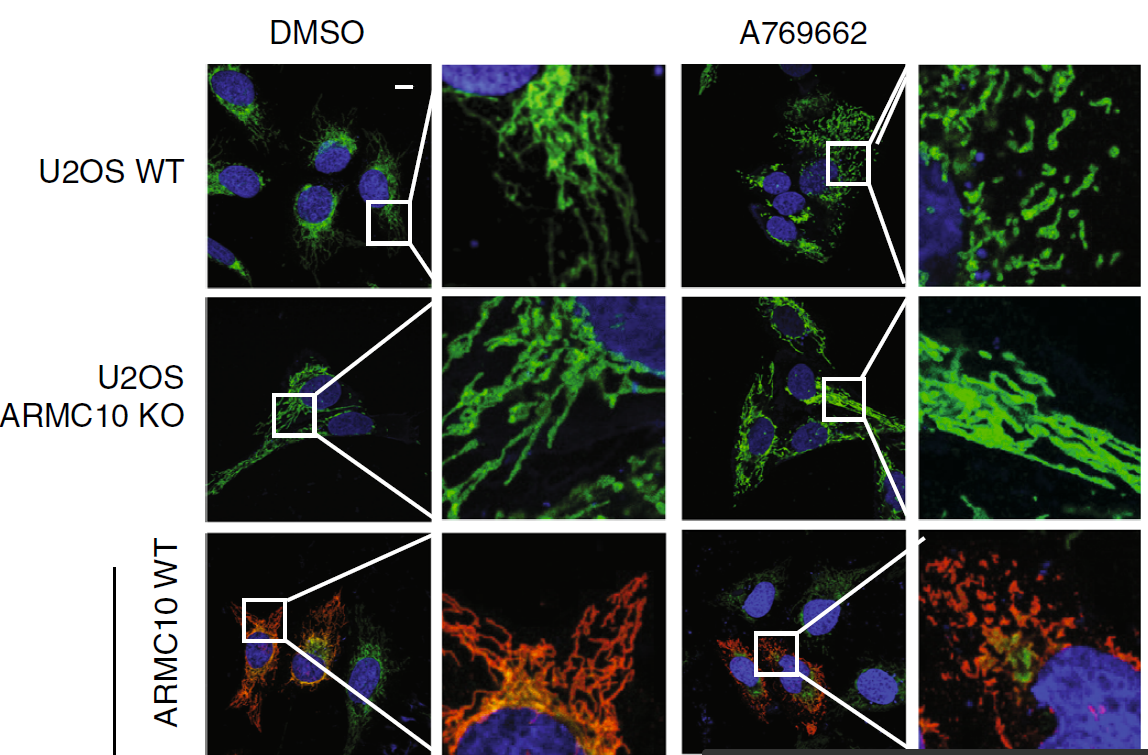 DMSO
A769662
U2OS WT
U2OS
ARMC10 KO
ARMC10 WT